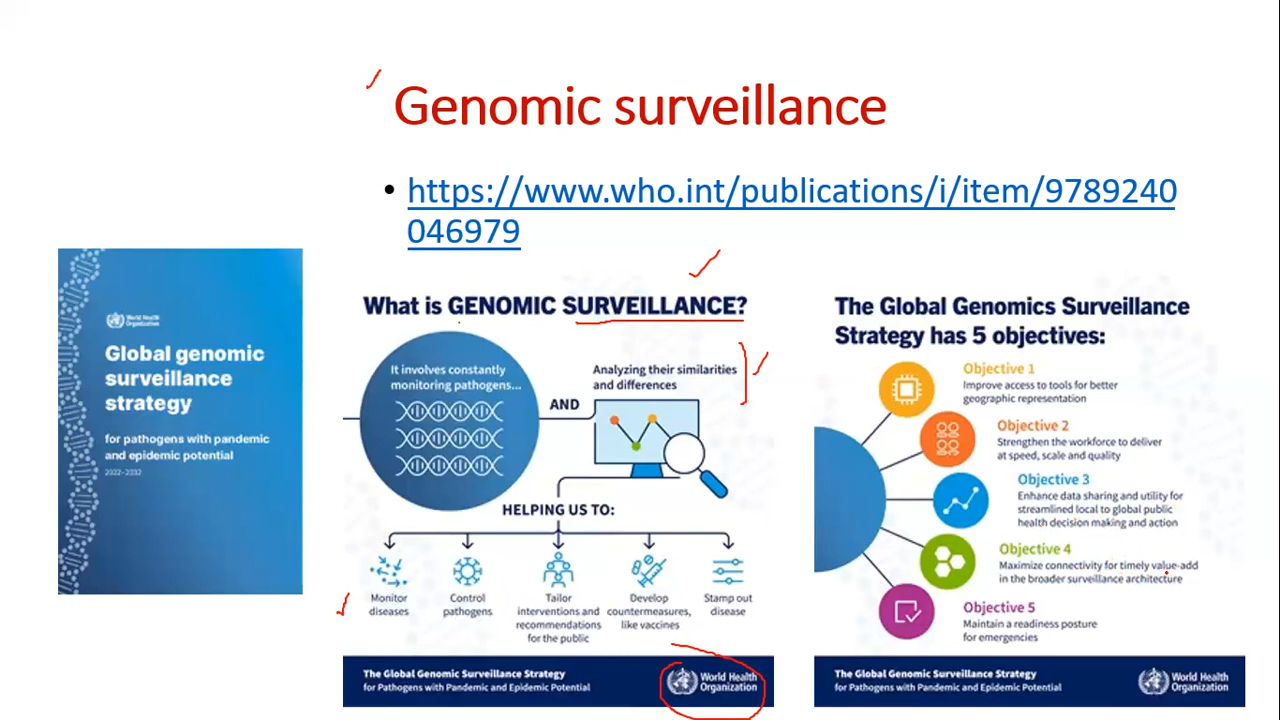 Genomic surveillance
• https://www.who.int/publications/i/item/9789240
046979
World Health
Organization
Global genomic
surveillance
strategy
for pathogens with pandemic
and epidemic potential
2022–2032
What is GENOMIC SURVEILLANCE?
It involves constantly
monitoring pathogens...
AND
Analyzing their similarities
and differences
HELPING US TO:
Monitor
diseases
Control
pathogens
Tailor
interventions and
recommendations
for the public
Develop
countermeasures,
like vaccines
Stamp out
disease
The Global Genomic Surveillance Strategy
for Pathogens with Pandemic and Epidemic Potential
World Health
Organization
The Global Genomics Surveillance
Strategy has 5 objectives:
Objective 1
Improve access to tools for better
geographic representation
Objective 2
Strengthen the workforce to deliver
at speed, scale and quality
Objective 3
Enhance data sharing and utility for
streamlined local to global public
health decision making and action
Objective 4
Maximize connectivity for timely value-add
in the broader surveillance architecture
Objective 5
Maintain a readiness posture
for emergencies
The Global Genomic Surveillance Strategy
for Pathogens with Pandemic and Epidemic Potential
World Health
Organization